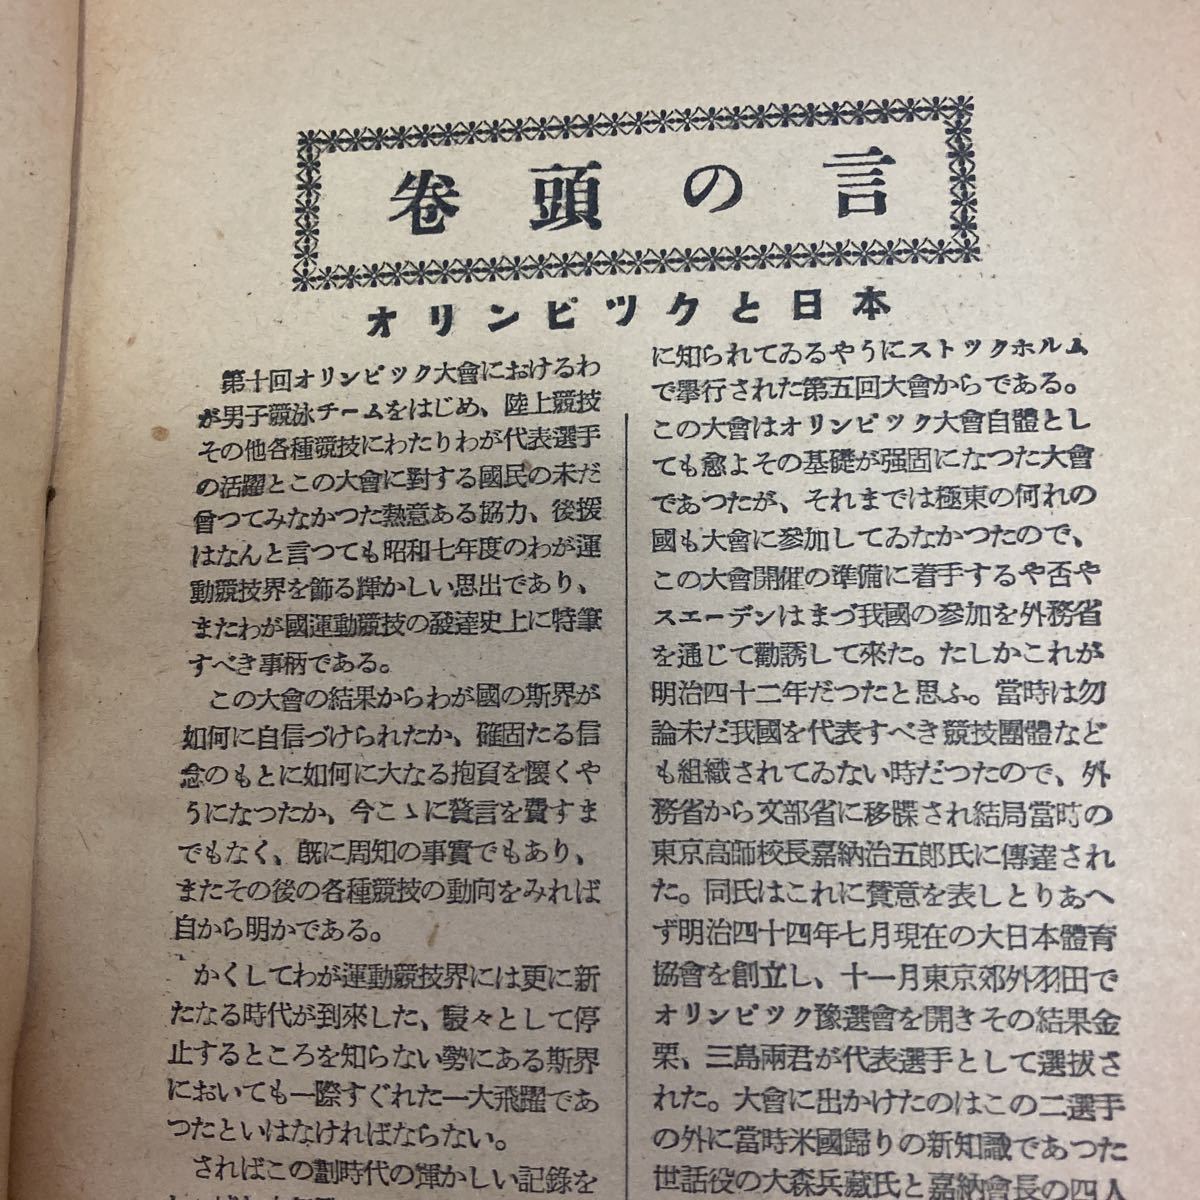 卷頭の言
オリンピツクと日本
第十回オリンピツク大會におけるわ
が男子競泳チームをはじめ、陸上競技
その他各種競技にわたりわが代表選手
の活躍とこの大會に對する國民の未だ
曾つてみなかつた熱意ある協力、後援
はなんと言つても昭和七年度のわが運
動競技界を飾る輝かしい思出であり、
またわが國運動競技の發達史上に特筆
すべき事柄である。
この大會の結果からわが國の斯界が
如何に自信づけられたか、確固たる信
念のもとに如何に大なる抱負を懷くや
うになつたか、今こゝに贅言を費すま
でもなく、既に周知の事實でもあり、
またその後の各種競技の動向をみれば
自から明かである。
かくしてわが運動競技界には更に新
たなる時代が到來した、駸々として停
止するところを知らない勢にある斯界
においても一際すぐれた一大飛躍であ
つたといはなければならない。
さればこの劃時代の輝かしい記錄を
に知られてゐるやうにストツクホルム
で擧行された第五回大會からである。
この大會はオリンピツク大會自體とし
ても愈よその基礎が强固になつた大會
であつたが、それまでは極東の何れの
國も大會に參加してゐなかつたので、
この大會開催の準備に着手するや否や
スエーデンはまづ我國の參加を外務省
を通じて勸誘して來た。たしかこれが
明治四十二年だつたと思ふ。當時は勿
論未だ我國を代表すべき競技團體など
も組織されてゐない時だつたので、外
務省から文部省に移牒され結局當時の
東京高師校長嘉納治五郎氏に傳達され
た。同氏はこれに賛意を表しとりあへ
ず明治四十四年七月現在の大日本體育
協會を創立し、十一月東京郊外羽田で
オリンピツク豫選會を開きその結果金
栗、三島兩君が代表選手として選拔さ
れた。大會に出かけたのはこの二選手
の外に當時米國歸りの新知識であつた
世話役の大森兵藏氏と嘉納會長の四人